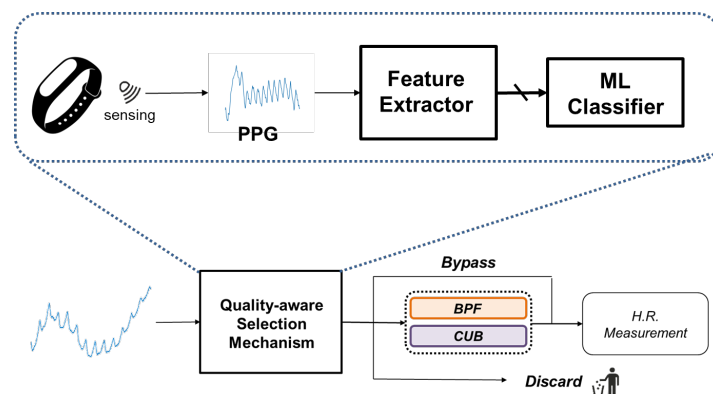 sensing
PPG
Feature
Extractor
ML
Classifier
Quality-aware
Selection
Mechanism
Bypass
BPF
CUB
H.R.
Measurement
Discard